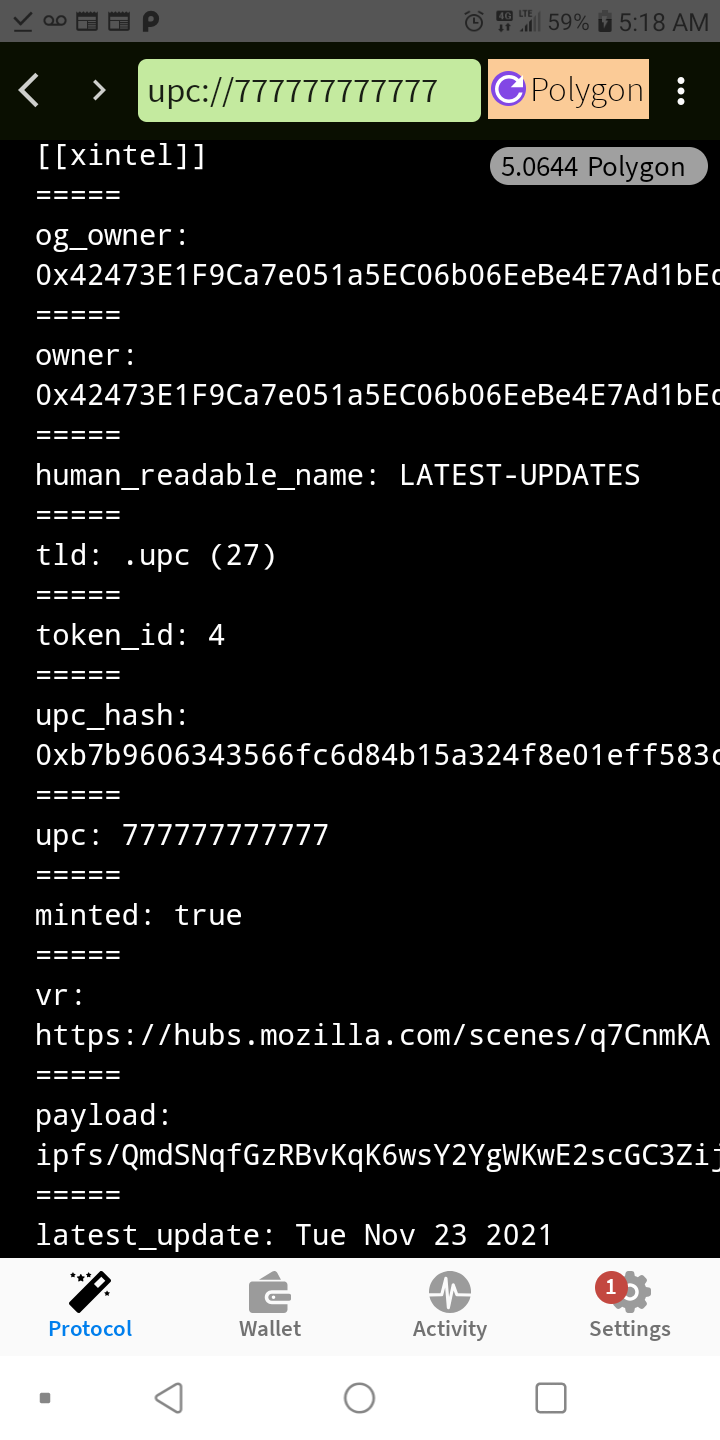 59% 5:18 AM
upc://777777777777 Polygon
[[xintel]]
5.0644 Polygon
=====
og_owner:
0x42473E1F9Ca7e051a5EC06b06EeBe4E7Ad1bEd
=====
owner:
0x42473E1F9Ca7e051a5EC06b06EeBe4E7Ad1bEd
=====
human_readable_name: LATEST-UPDATES
=====
tld: .upc (27)
=====
token_id: 4
=====
upc_hash:
0xb7b9606343566fc6d84b15a324f8e01eff583c
=====
upc: 777777777777
=====
minted: true
=====
vr:
https://hubs.mozilla.com/scenes/q7CnmKA
=====
payload:
ipfs/QmdSNqfGzRBvKqK6wsY2YgWKwE2scGC3Zij
=====
latest_update: Tue Nov 23 2021
1
Protocol Wallet Activity Settings